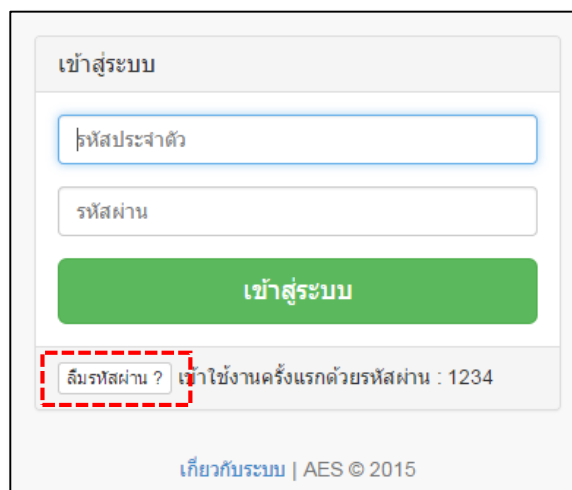 เข้าสู่ระบบ
รหัสประจำตัว
รหัสผ่าน
เข้าสู่ระบบ
ลืมรหัสผ่าน ? เข้าใช้งานครั้งแรกด้วยรหัสผ่าน : 1234
เกี่ยวกับระบบ | AES © 2015